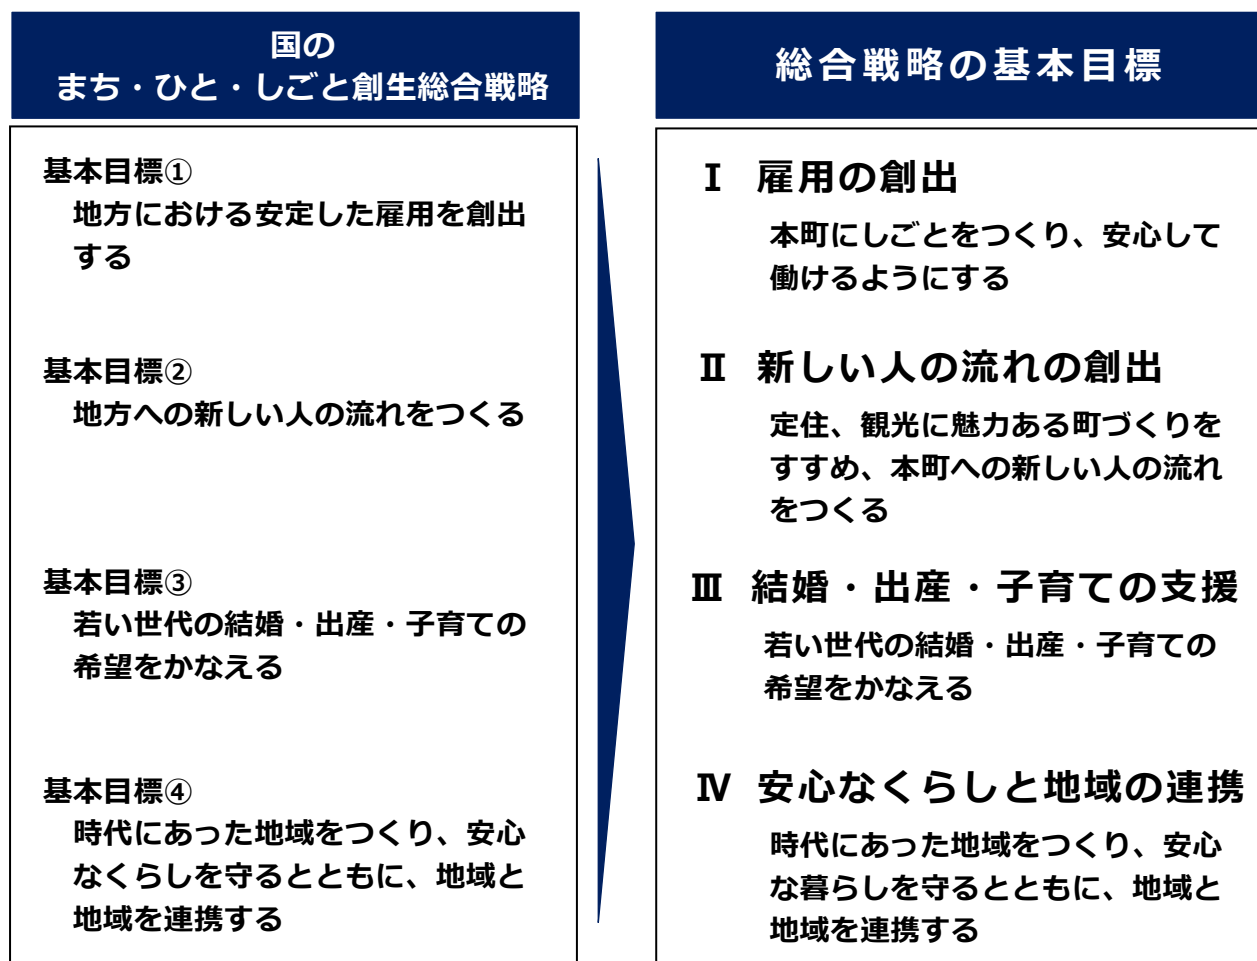 国の
まち・ひと・しごと創生総合戦略
基本目標①
地方における安定した雇用を創出
する
基本目標②
地方への新しい人の流れをつくる
基本目標③
若い世代の結婚・出産・子育ての
希望をかなえる
基本目標④
時代にあった地域をつくり、安心
なくらしを守るとともに、地域と
地域を連携する
総合戦略の基本目標
Ⅰ 雇用の創出
本町にしごとをつくり、安心して
働けるようにする
Ⅱ 新しい人の流れの創出
定住、観光に魅力ある町づくりを
すすめ、本町への新しい人の流れ
をつくる
Ⅲ 結婚・出産・子育ての支援
若い世代の結婚・出産・子育ての
希望をかなえる
Ⅳ 安心なくらしと地域の連携
時代にあった地域をつくり、安心
な暮らしを守るとともに、地域と
地域を連携する